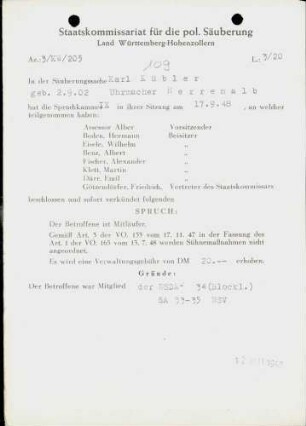 Staatskommissariat für die pol. Säuberung
Land Württemberg-Hohenzollern
Az.: 3/Kü/205
L: 3/20
109
In der Säuberungssache Karl Kübler
geb. 2.9.02 Uhrmacher Herrenalb
hat die Spruchkammer IX in ihrer Sitzung am 17.9.48, an welcher
teilgenommen haben:
Assessor Alber Vorsitzender
Boden, Hermann Beisitzer
Eisele, Wilhelm „
Benz, Albert „
Fischer, Alexander „
Klett, Martin „
Dürr, Emil „
Götzendörfer, Friedrich, Vertreter des Staatskommissars
beschlossen und sofort verkündet folgenden
SPRUCH:
Der Betroffene ist Mitläufer.
Gemäß Art. 5 der VO. 133 vom 17. 11. 47 in der Fassung des
Art. 1 der VO. 165 vom 13. 7. 48 werden Sühnemaßnahmen nicht
angeordnet.
Es wird eine Verwaltungsgebühr von DM 20.-- erhoben.
Gründe:
Der Betroffene war Mitglied der NSDAP 34 (Blockl.)
SA 33-35 NSV